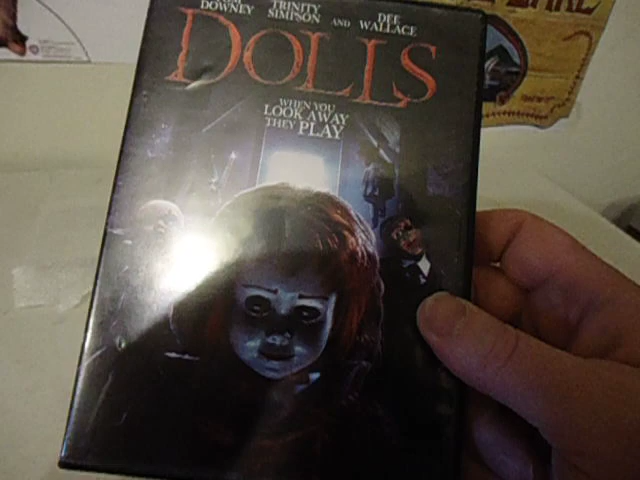 DOWNEY TRINITY SIMPSON AND DEE WALLACE
DOLLS
WHEN YOU
LOOK AWAY
THEY PLAY